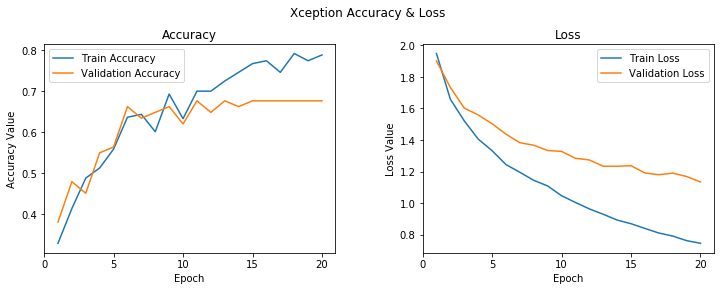 Xception Accuracy & Loss
Accuracy
Train Accuracy
Validation Accuracy
0.8
0.7
0.6
0.5
0.4
Accuracy Value
0 5 10 15 20
Epoch
Loss
Train Loss
Validation Loss
2.0
1.8
1.6
1.4
1.2
1.0
0.8
Loss Value
0 5 10 15 20
Epoch